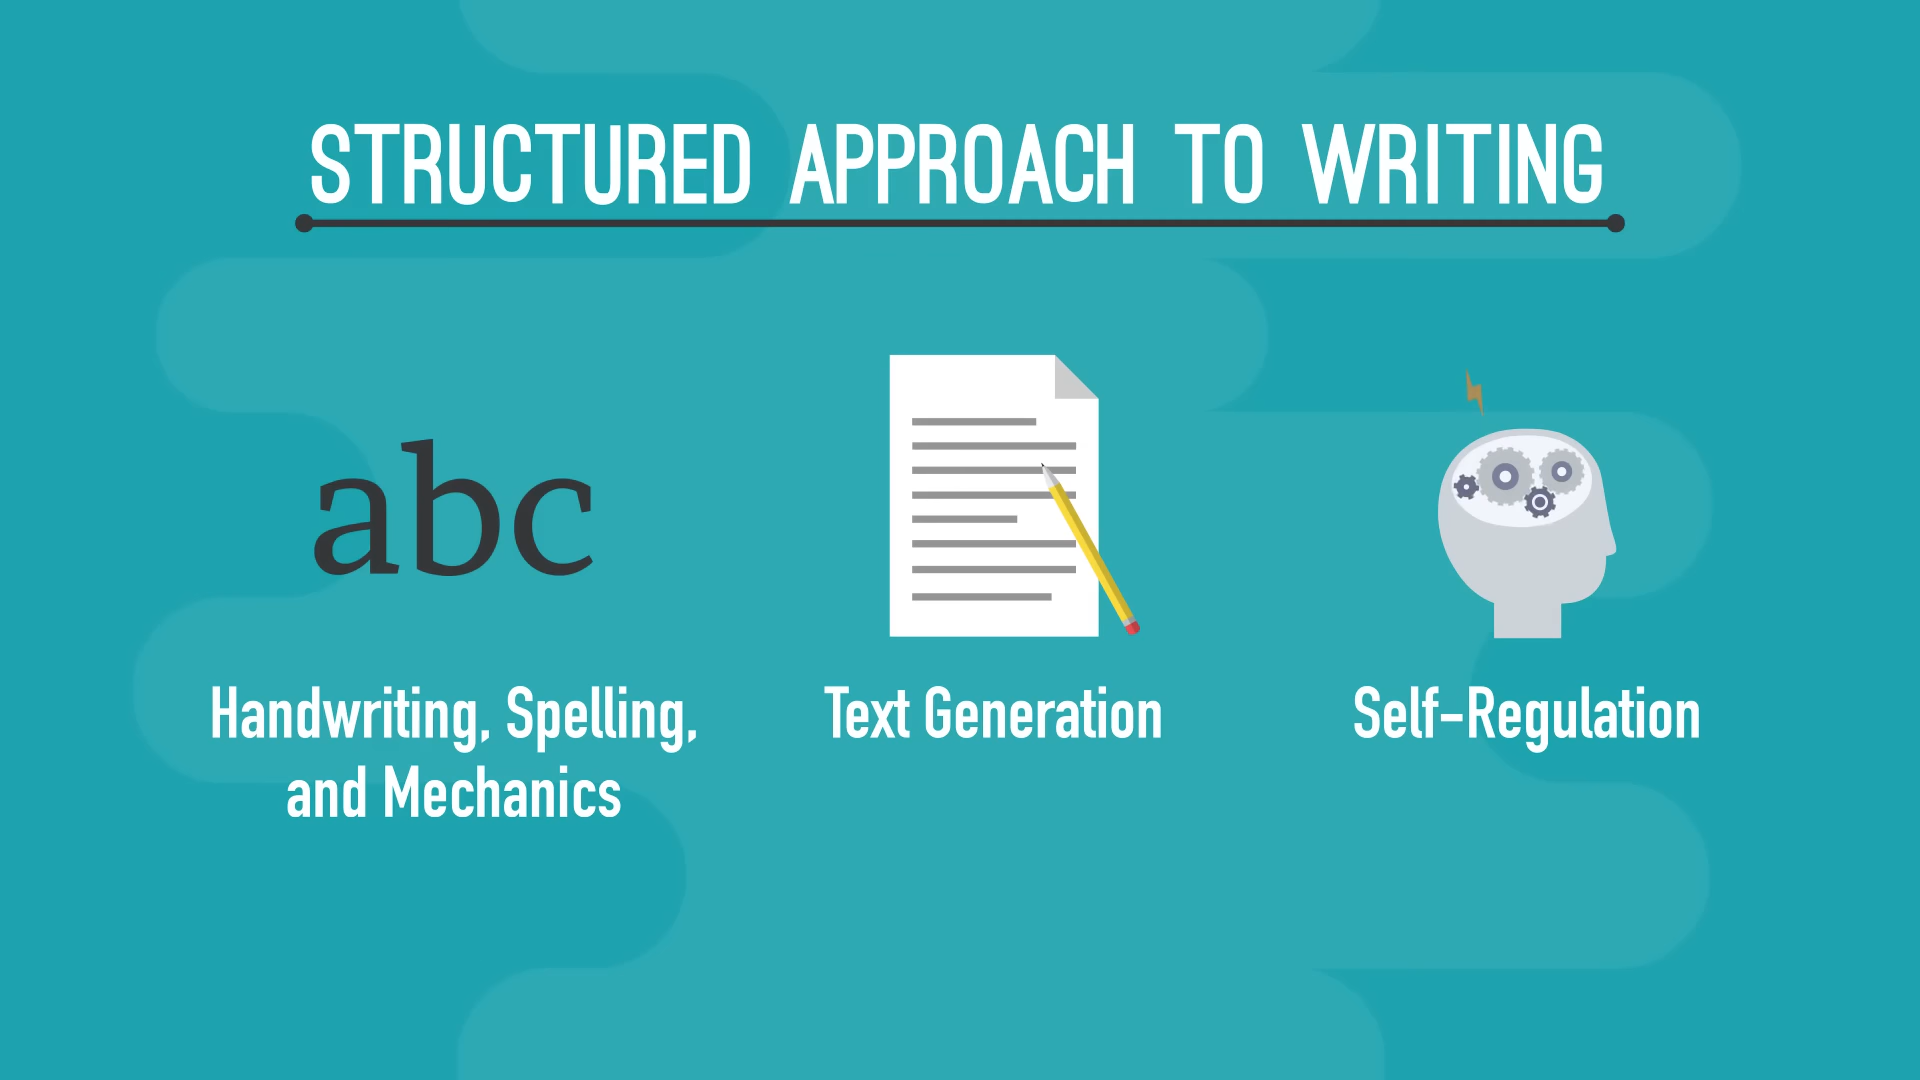 STRUCTURED APPROACH TO WRITING
abc
Handwriting, Spelling,
and Mechanics
Text Generation
Self-Regulation